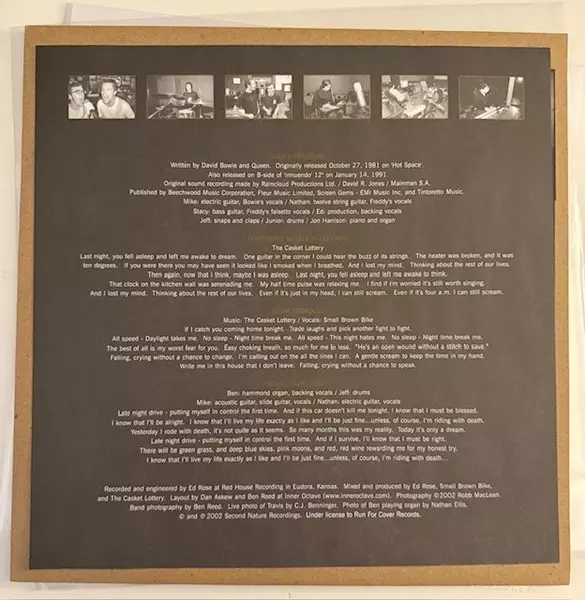 Written by David Bowie and Queen. Originally released October 27, 1981 on 'Hot Space'.
Also released on B-side of 'Innuendo' 12" on January 14, 1991.
Original sound recording made by Raincloud Productions Ltd. / David R. Jones / Mainman S.A.
Published by Beechwood Music Corporation, Fleur Music Limited, Screen Gems - EMI Music Inc, and Tintoretto Music.
Mike: electric guitar, Bowie's vocals / Nathan: twelve string guitar, Freddy's vocals
Stacy: bass guitar, Freddy's falsetto vocals / Ed: production, backing vocals
Jeff: snaps and claps / Junior: drums / Jon Harrison: piano and organ
The Casket Lottery
Last night, you fell asleep and left me awake to dream. One guitar in the corner I could hear the buzz of its strings. The heater was broken, and it was
ten degrees. If you were there you may have seen it looked like I smoked when I breathed. And I lost my mind. Thinking about the rest of our lives.
Then again, now that I think, maybe I was asleep. Last night, you fell asleep and left me awake to think.
That clock on the kitchen wall was serenading me. My half time pulse was relaxing me. I find if I'm worried it's still worth singing.
And I lost my mind. Thinking about the rest of our lives. Even if it's just in my head, I can still scream. Even if it's four a.m. I can still scream.
Music: The Casket Lottery / Vocals: Small Brown Bike
If I catch you coming home tonight. Trade laughs and pick another fight to fight.
All speed - Daylight takes me. No sleep - Night time break me. All speed - This night hates me. No sleep - Night time break me.
The best of all is my worst fear for you. Easy choking breath, so much for me to lose. "He's an open wound without a stitch to save."
Falling, crying without a chance to change. I'm calling out on all the lines I can. A gentle scream to keep the time in my hand.
Write me in this house that I don't leave. Falling, crying without a chance to speak.
Ben: hammond organ, backing vocals / Jeff: drums
Mike: acoustic guitar, slide guitar, vocals / Nathan: electric guitar, vocals
Late night drive - putting myself in control the first time. And if this car doesn't kill me tonight, I know that I must be blessed.
I know that I'll be alright. I know that I'll live my life exactly as I like and I'll be just fine...unless, of course, I'm riding with death.
Yesterday I rode with death, it's not quite as it seems. So many months this was my reality. Today it's only a dream.
Late night drive - putting myself in control the first time. And if I survive, I'll know that I must be right.
There will be green grass, and deep blue skies, pink moons, and red, red wine rewarding me for my honest try.
I know that I'll live my life exactly as I like and I'll be just fine...unless, of course, I'm riding with death...
Recorded and engineered by Ed Rose at Red House Recording in Eudora, Kansas. Mixed and produced by Ed Rose, Small Brown Bike,
and The Casket Lottery. Layout by Dan Askew and Ben Reed at Inner Octave (www.inneroctave.com). Photography ©2002 Robb MacLean.
Band photography by Ben Reed. Live photo of Travis by C.J. Benninger. Photo of Ben playing organ by Nathan Ellis.
© and ℗ 2002 Second Nature Recordings. Under license to Run For Cover Records.